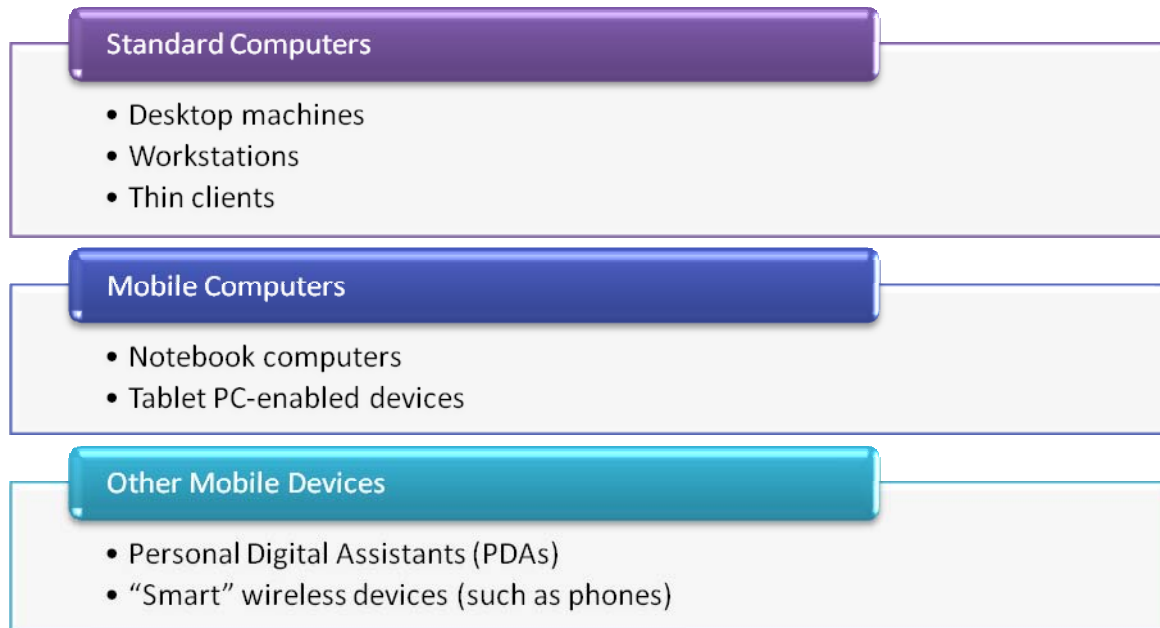 Standard Computers
• Desktop machines
• Workstations
• Thin clients
Mobile Computers
• Notebook computers
• Tablet PC-enabled devices
Other Mobile Devices
• Personal Digital Assistants (PDAs)
• “Smart” wireless devices (such as phones)